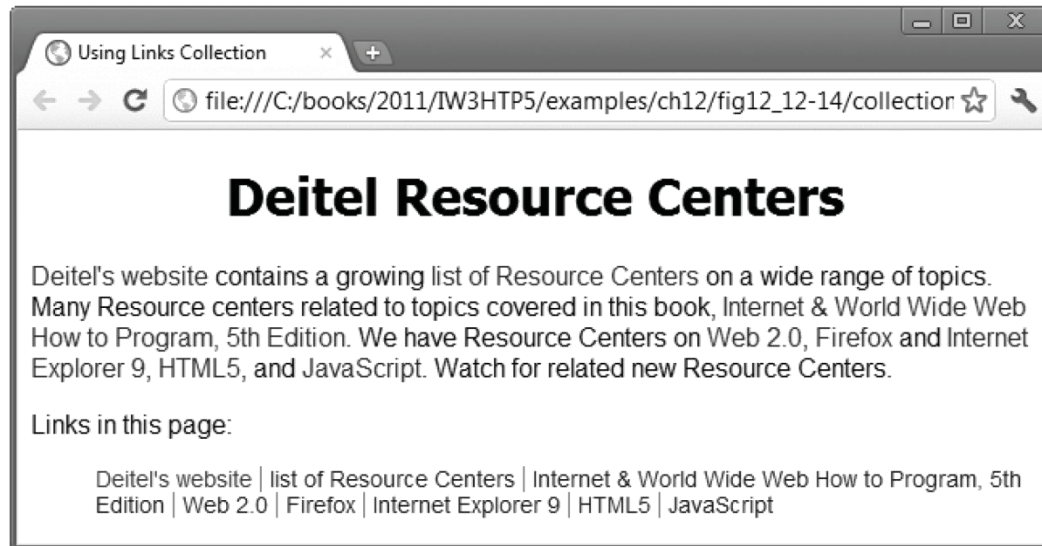 Using Links Collection
file:///C:/books/2011/IW3HTP5/examples/ch12/fig12_12-14/collection
Deitel Resource Centers
Deitel's website contains a growing list of Resource Centers on a wide range of topics.
Many Resource centers related to topics covered in this book, Internet & World Wide Web
How to Program, 5th Edition. We have Resource Centers on Web 2.0, Firefox and Internet
Explorer 9, HTML5, and JavaScript. Watch for related new Resource Centers.
Links in this page:
Deitel's website | list of Resource Centers | Internet & World Wide Web How to Program, 5th
Edition | Web 2.0 | Firefox | Internet Explorer 9 | HTML5 | JavaScript